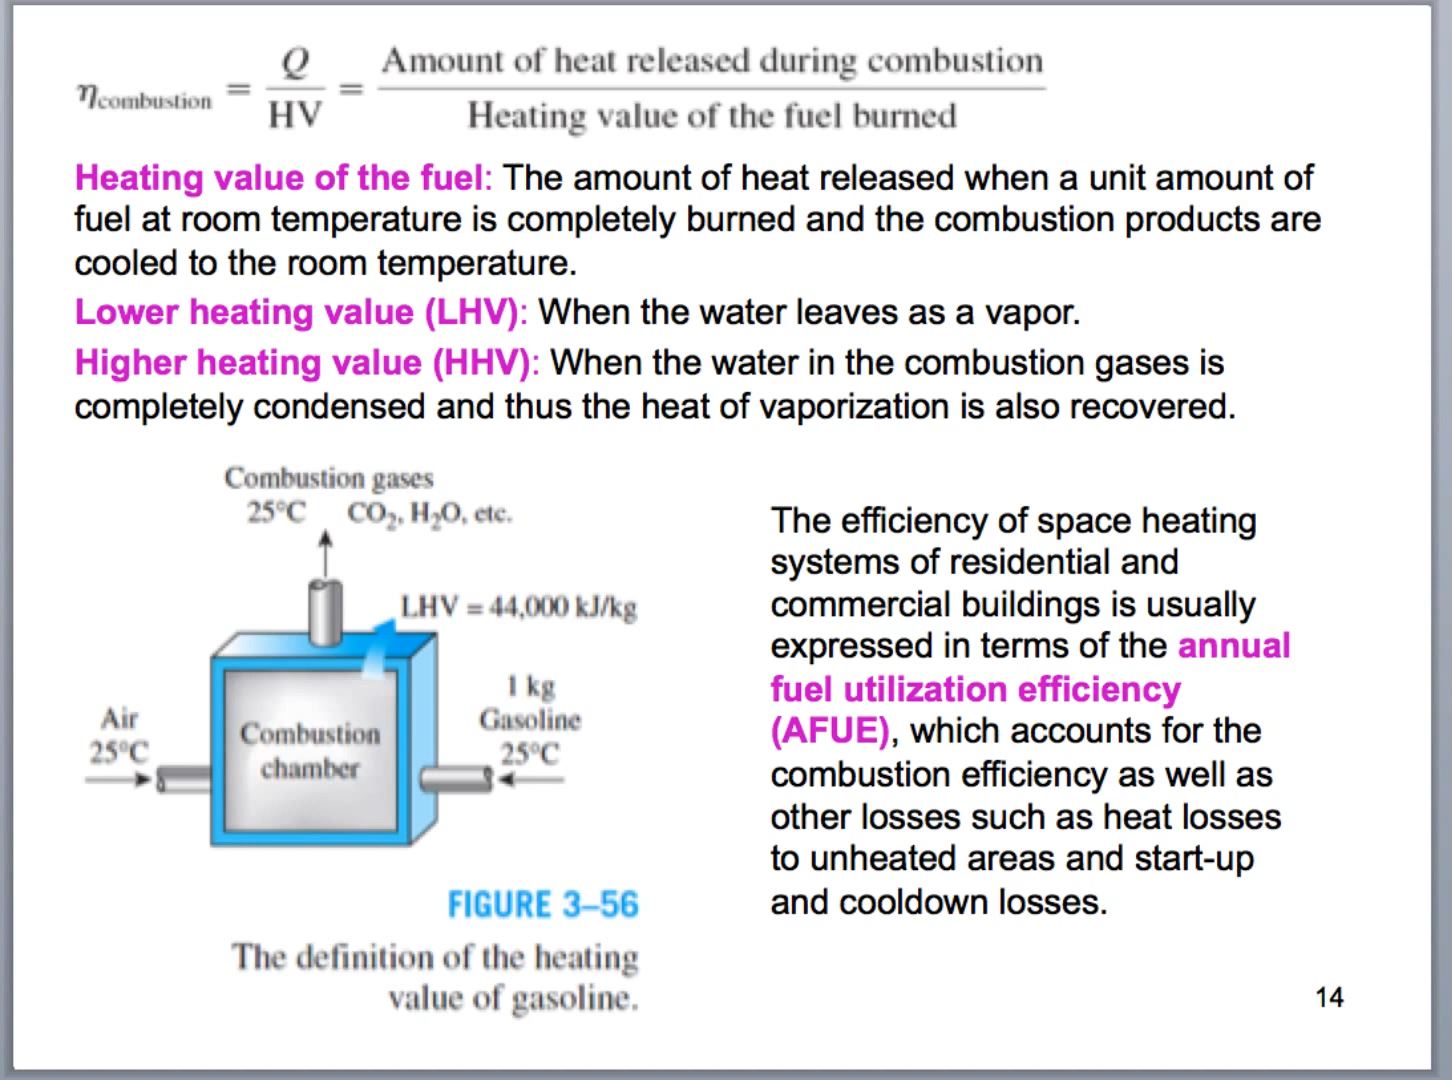 η combustion = Q / HV = Amount of heat released during combustion / Heating value of the fuel burned
Heating value of the fuel: The amount of heat released when a unit amount of
fuel at room temperature is completely burned and the combustion products are
cooled to the room temperature.
Lower heating value (LHV): When the water leaves as a vapor.
Higher heating value (HHV): When the water in the combustion gases is
completely condensed and thus the heat of vaporization is also recovered.
Combustion gases
25°C CO₂, H₂O, etc.
LHV = 44,000 kJ/kg
1 kg
Gasoline
25°C
Air
25°C
Combustion
chamber
FIGURE 3–56
The definition of the heating
value of gasoline.
The efficiency of space heating
systems of residential and
commercial buildings is usually
expressed in terms of the annual
fuel utilization efficiency
(AFUE), which accounts for the
combustion efficiency as well as
other losses such as heat losses
to unheated areas and start-up
and cooldown losses.
14